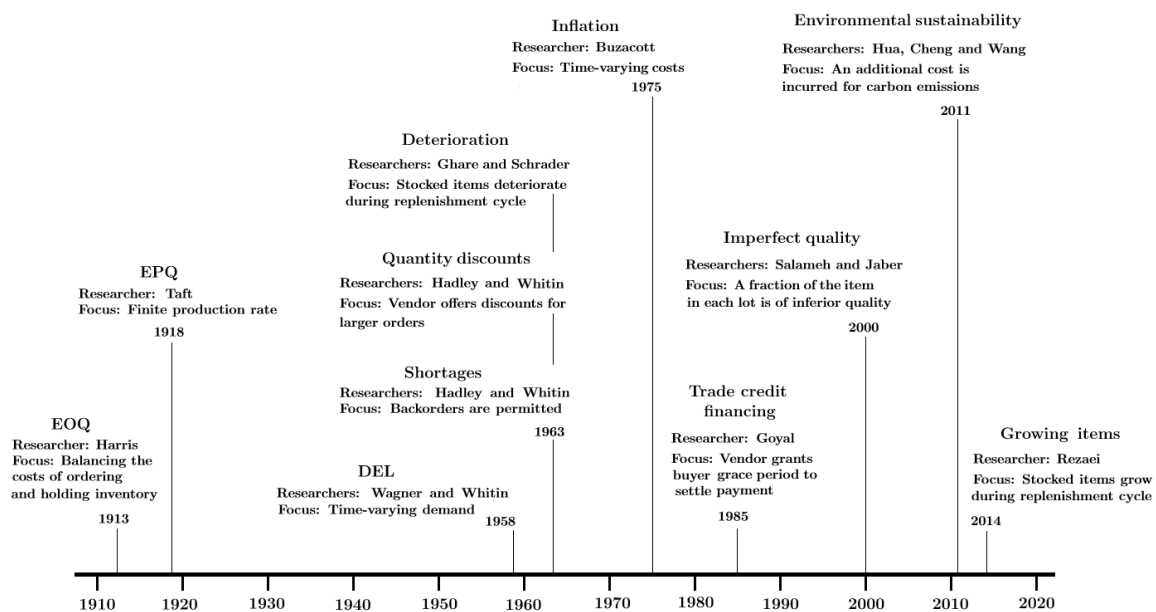 Inflation
Researcher: Buzacott
Focus: Time-varying costs
1975
Environmental sustainability
Researchers: Hua, Cheng and Wang
Focus: An additional cost is
incurred for carbon emissions
2011
Deterioration
Researchers: Ghare and Schrader
Focus: Stocked items deteriorate
during replenishment cycle
Quantity discounts
Researchers: Hadley and Whitin
Focus: Vendor offers discounts for
larger orders
Imperfect quality
Researchers: Salameh and Jaber
Focus: A fraction of the item
in each lot is of inferior quality
2000
EPQ
Researcher: Taft
Focus: Finite production rate
1918
Shortages
Researchers: Hadley and Whitin
Focus: Backorders are permitted
1963
Trade credit
financing
Researcher: Goyal
Focus: Vendor grants
buyer grace period to
settle payment
1985
EOQ
Researcher: Harris
Focus: Balancing the
costs of ordering
and holding inventory
1913
DEL
Researchers: Wagner and Whitin
Focus: Time-varying demand
1958
Growing items
Researcher: Rezaei
Focus: Stocked items grow
during replenishment cycle
2014
1910 1920 1930 1940 1950 1960 1970 1980 1990 2000 2010 2020